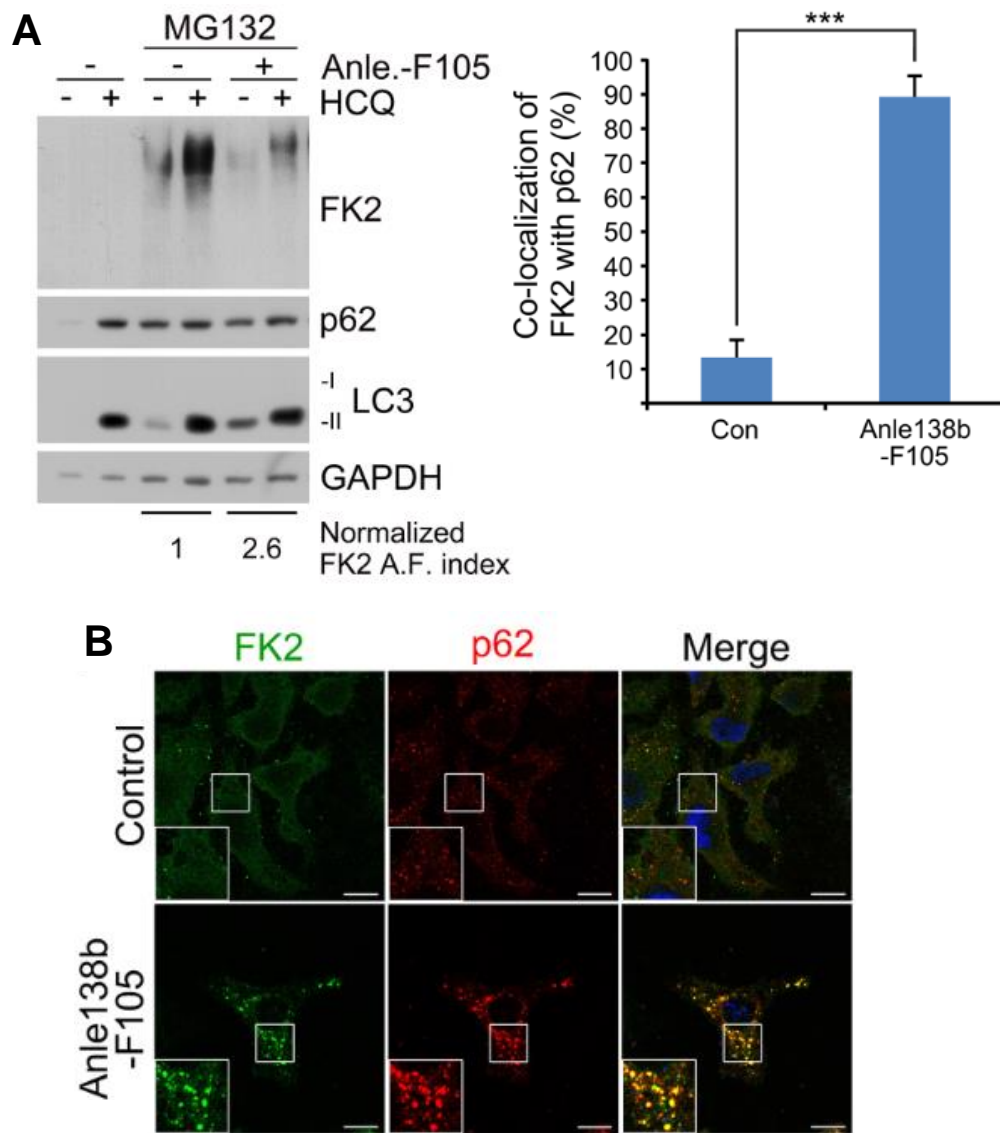 A
MG132
- - + Anle.-F105
- + - + - + HCQ
FK2
p62
-I
-II LC3
GAPDH
1 2.6 Normalized
FK2 A.F. index
***
Co-localization of
FK2 with p62 (%)
100
90
80
70
60
50
40
30
20
10
Con
Anle138b
-F105
B
FK2 p62 Merge
Control
Anle138b
-F105